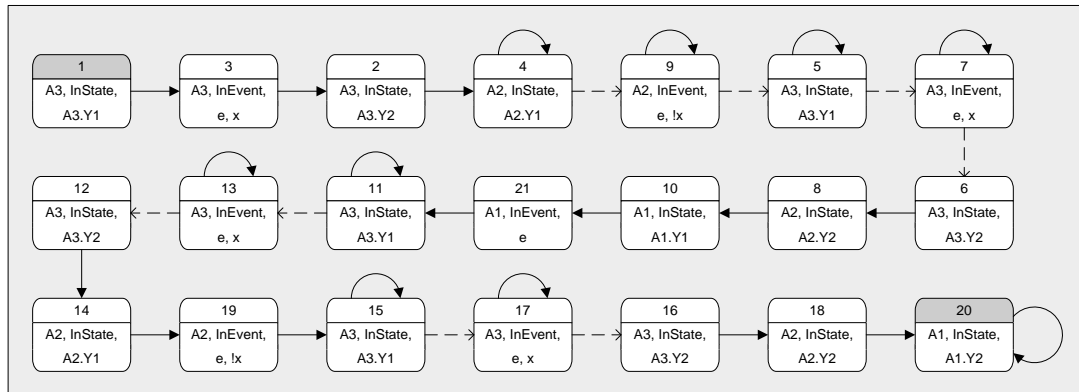 1
A3, InState,
A3.Y1
3
A3, InEvent,
e, x
2
A3, InState,
A3.Y2
4
A2, InState,
A2.Y1
9
A2, InEvent,
e, !x
5
A3, InState,
A3.Y1
7
A3, InEvent,
e, x
12
A3, InState,
A3.Y2
13
A3, InEvent,
e, x
11
A3, InState,
A3.Y1
21
A1, InEvent,
e
10
A1, InState,
A1.Y1
8
A2, InState,
A2.Y2
6
A3, InState,
A3.Y2
14
A2, InState,
A2.Y1
19
A2, InEvent,
e, !x
15
A3, InState,
A3.Y1
17
A3, InEvent,
e, x
16
A3, InState,
A3.Y2
18
A2, InState,
A2.Y2
20
A1, InState,
A1.Y2